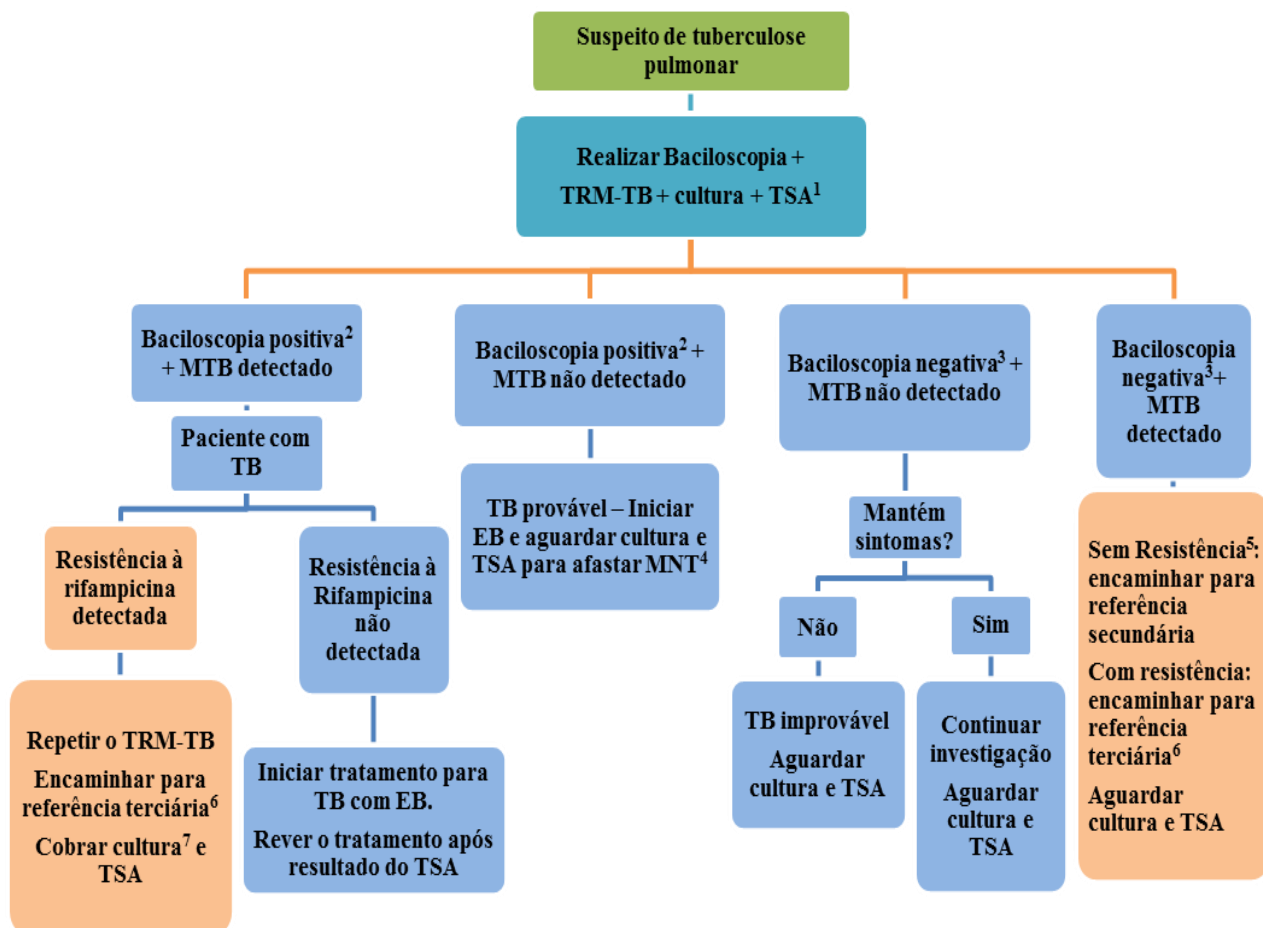 Suspeito de tuberculose
pulmonar
Realizar Baciloscopia +
TRM-TB + cultura + TSA¹
Baciloscopia positiva²
+ MTB detectado
Baciloscopia positiva² +
MTB não detectado
Baciloscopia negativa³ +
MTB não detectado
Baciloscopia
negativa³+
MTB
detectado
Paciente com
TB
TB provável – Iniciar
EB e aguardar cultura e
TSA para afastar MNT⁴
Mantém
sintomas?
Sem Resistência⁵:
encaminhar para
referência
secundária
Com resistência:
encaminhar para
referência
terciária⁶
Aguardar
cultura e TSA
Resistência à
rifampicina
detectada
Resistência à
Rifampicina
não
detectada
Não
Sim
Repetir o TRM-TB
Encaminhar para
referência terciária⁶
Cobrar cultura⁷ e
TSA
Iniciar tratamento para
TB com EB.
Rever o tratamento após
resultado do TSA
TB improvável
Aguardar
cultura e TSA
Continuar
investigação
Aguardar
cultura e
TSA